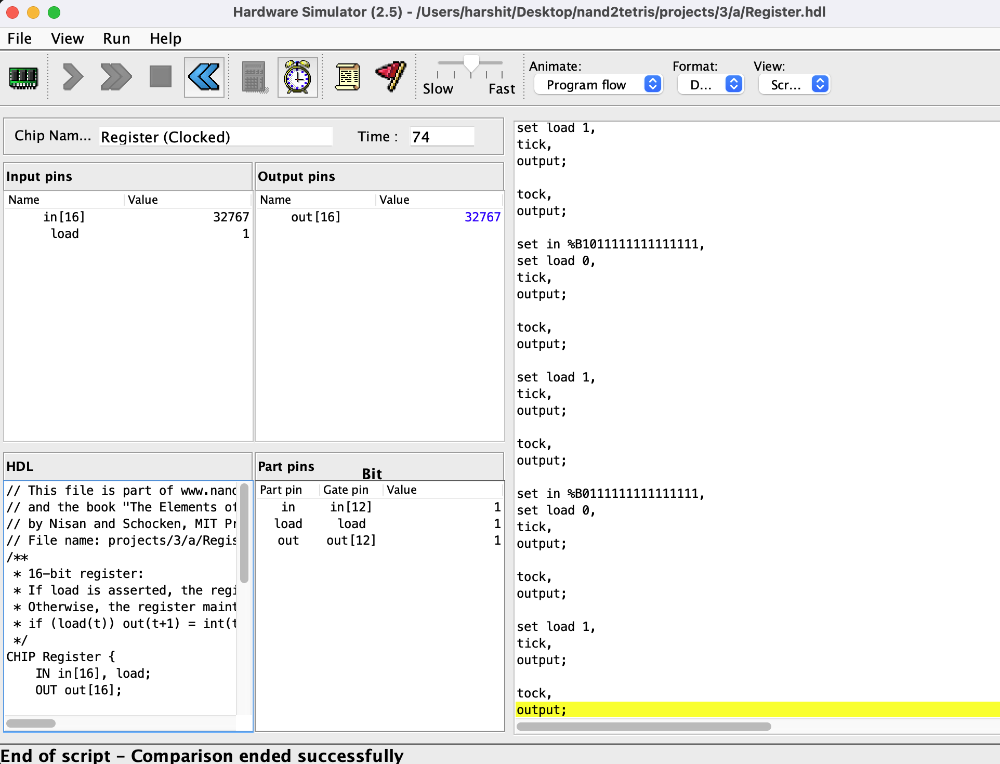 Hardware Simulator (2.5) - /Users/harshit/Desktop/nand2tetris/projects/3/a/Register.hdl
File View Run Help
Slow Fast
Animate: Format: View:
Program flow D... Scr...
Chip Nam... Register (Clocked) Time : 74
Input pins
Name Value
in[16] 32767
load 1
Output pins
Name Value
out[16] 32767
HDL
// This file is part of www.nand
// and the book "The Elements of
// by Nisan and Schocken, MIT Pr
// File name: projects/3/a/Regis
/**
* 16-bit register:
* If load is asserted, the regi
* Otherwise, the register maint
* if (load(t)) out(t+1) = int(t
*/
CHIP Register {
IN in[16], load;
OUT out[16];
Part pins Bit
Part pin Gate pin Value
in in[12] 1
load load 1
out out[12] 1
set load 1,
tick,
output;
tock,
output;
set in %B1011111111111111,
set load 0,
tick,
output;
tock,
output;
set load 1,
tick,
output;
tock,
output;
set in %B0111111111111111,
set load 0,
tick,
output;
tock,
output;
set load 1,
tick,
output;
tock,
output;
End of script – Comparison ended successfully